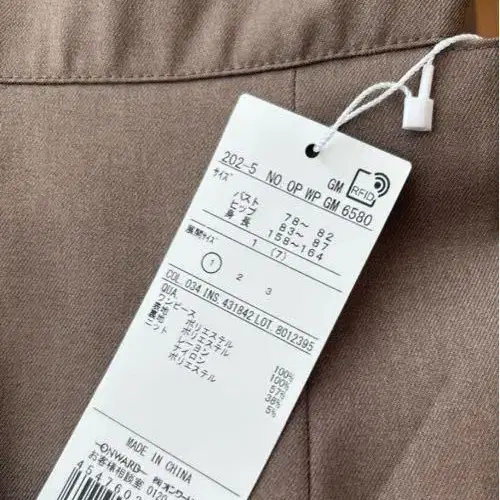 202-5 NO.OP WP GM 6580
GM
RFID
サイズ
バスト 78~ 82
ヒップ 83~ 87
身長 158~164
1 (7)
展開サイズ
1 2 3
COL.034 INS.431842 LOT.8012395
QUA.
ワンピース
ポリエステル 100%
ポリエステル 100%
レーヨン 57%
ナイロン 38%
ポリエステル 5%
ニット
MADE IN CHINA
ONWARD
お客様相談室 0120